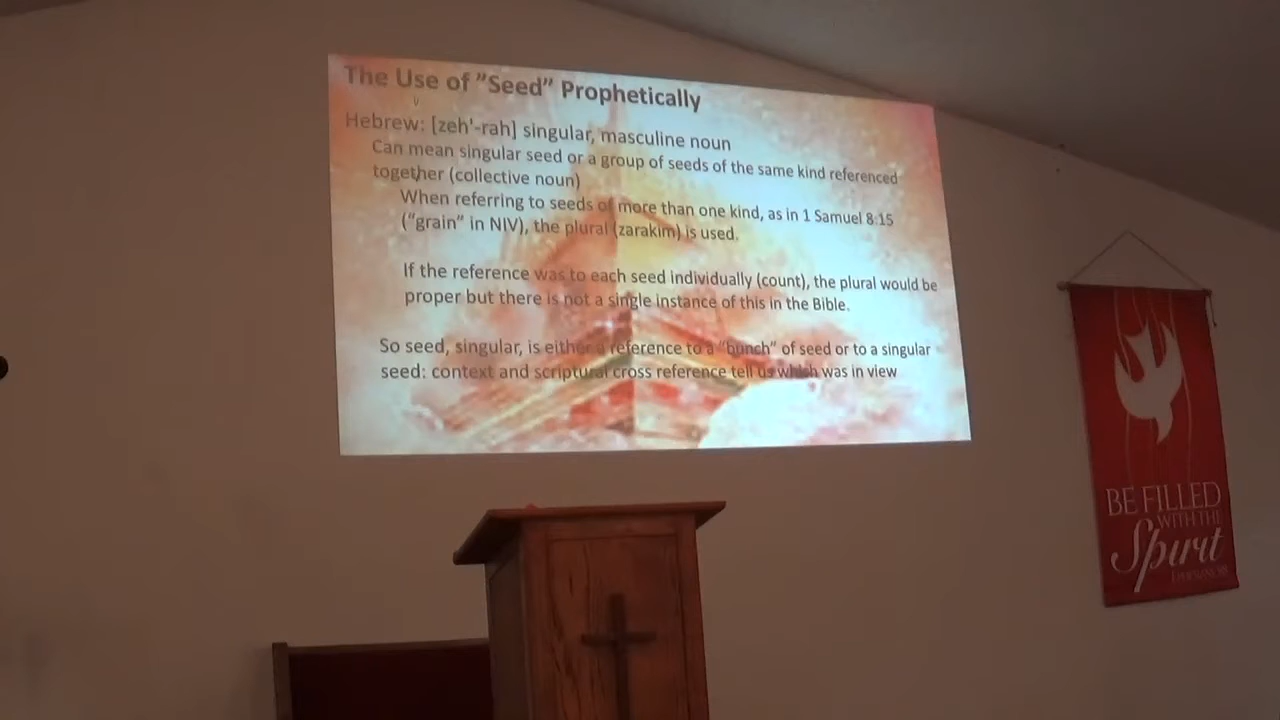 The Use of "Seed" Prophetically
Hebrew: [zeh'-rah] singular, masculine noun
Can mean singular seed or a group of seeds of the same kind referenced
together (collective noun)
When referring to seeds of more than one kind, as in 1 Samuel 8:15
("grain" in NIV), the plural (zarakim) is used.
If the reference was to each seed individually (count), the plural would be
proper but there is not a single instance of this in the Bible.
So seed, singular, is either a reference to a "bunch" of seed or to a singular
seed: context and scriptural cross reference tell us which was in view
BE FILLED
WITH THE
Spirit